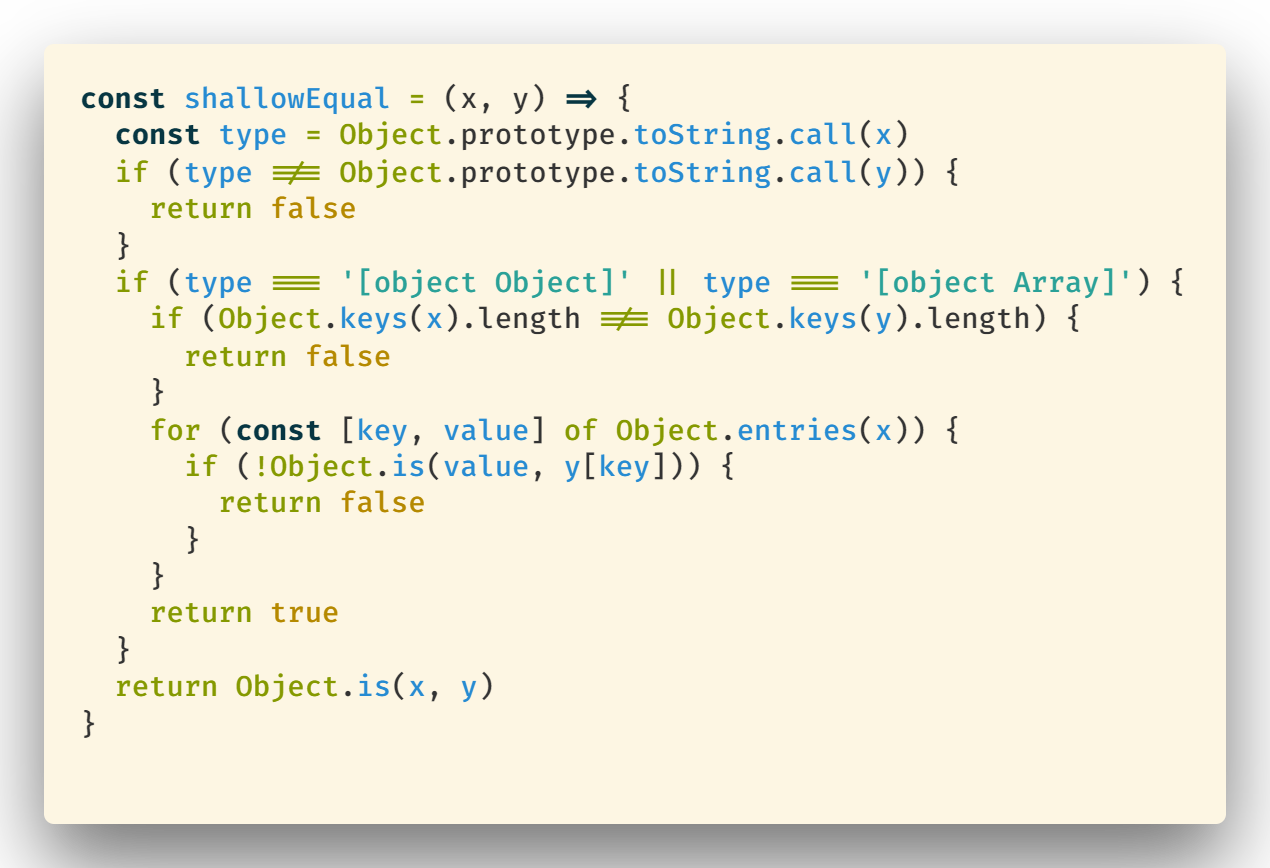 const shallowEqual = (x, y) => {
  const type = Object.prototype.toString.call(x)
  if (type !== Object.prototype.toString.call(y)) {
    return false
  }
  if (type === '[object Object]' || type === '[object Array]') {
    if (Object.keys(x).length !== Object.keys(y).length) {
      return false
    }
    for (const [key, value] of Object.entries(x)) {
      if (!Object.is(value, y[key])) {
        return false
      }
    }
    return true
  }
  return Object.is(x, y)
}